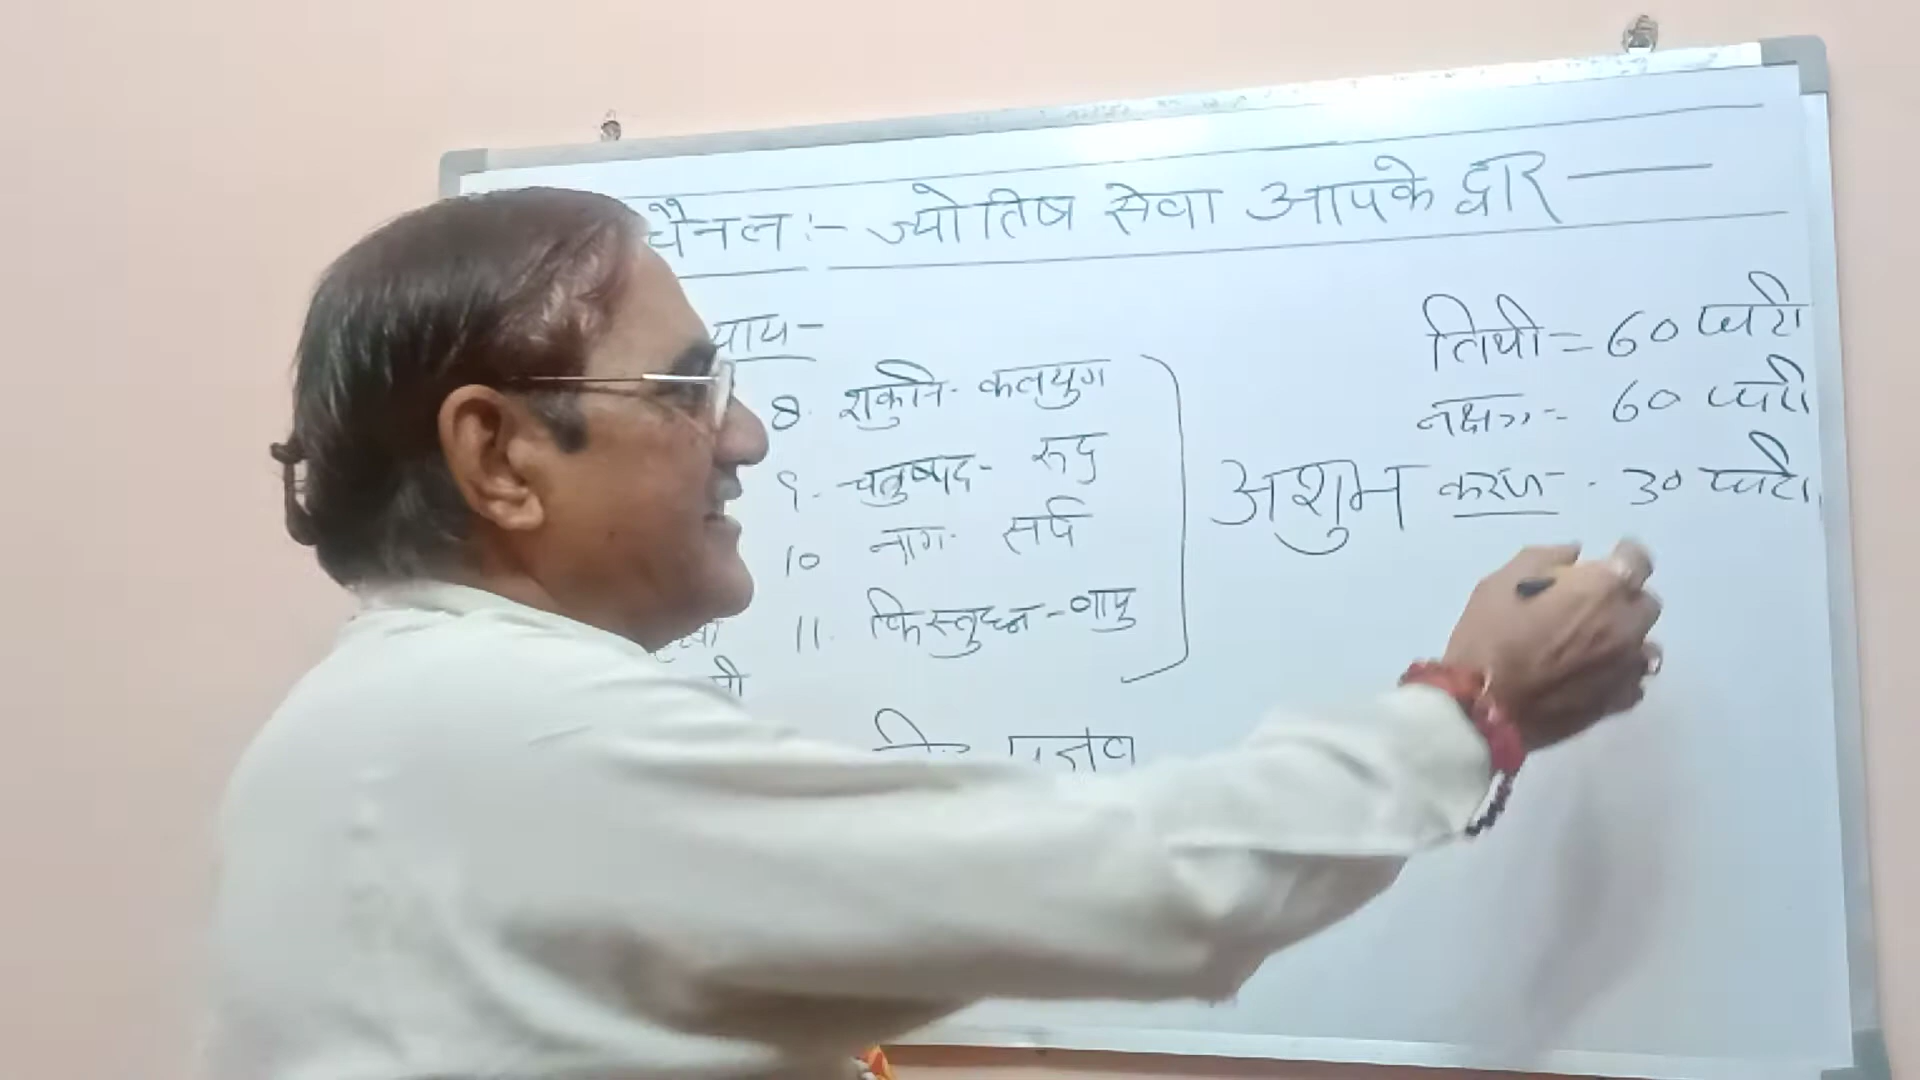 चैनल :- ज्योतिष सेवा आपके द्वार —
तिथी = 60 घटी
नक्षत्र - 60 घटी
8. शकुनि - कलयुग
9. चतुष्पद - रूद्र
10 नाग - सर्प
11. किस्तुघ्न - वायु
अशुभ करण - 30 घटी